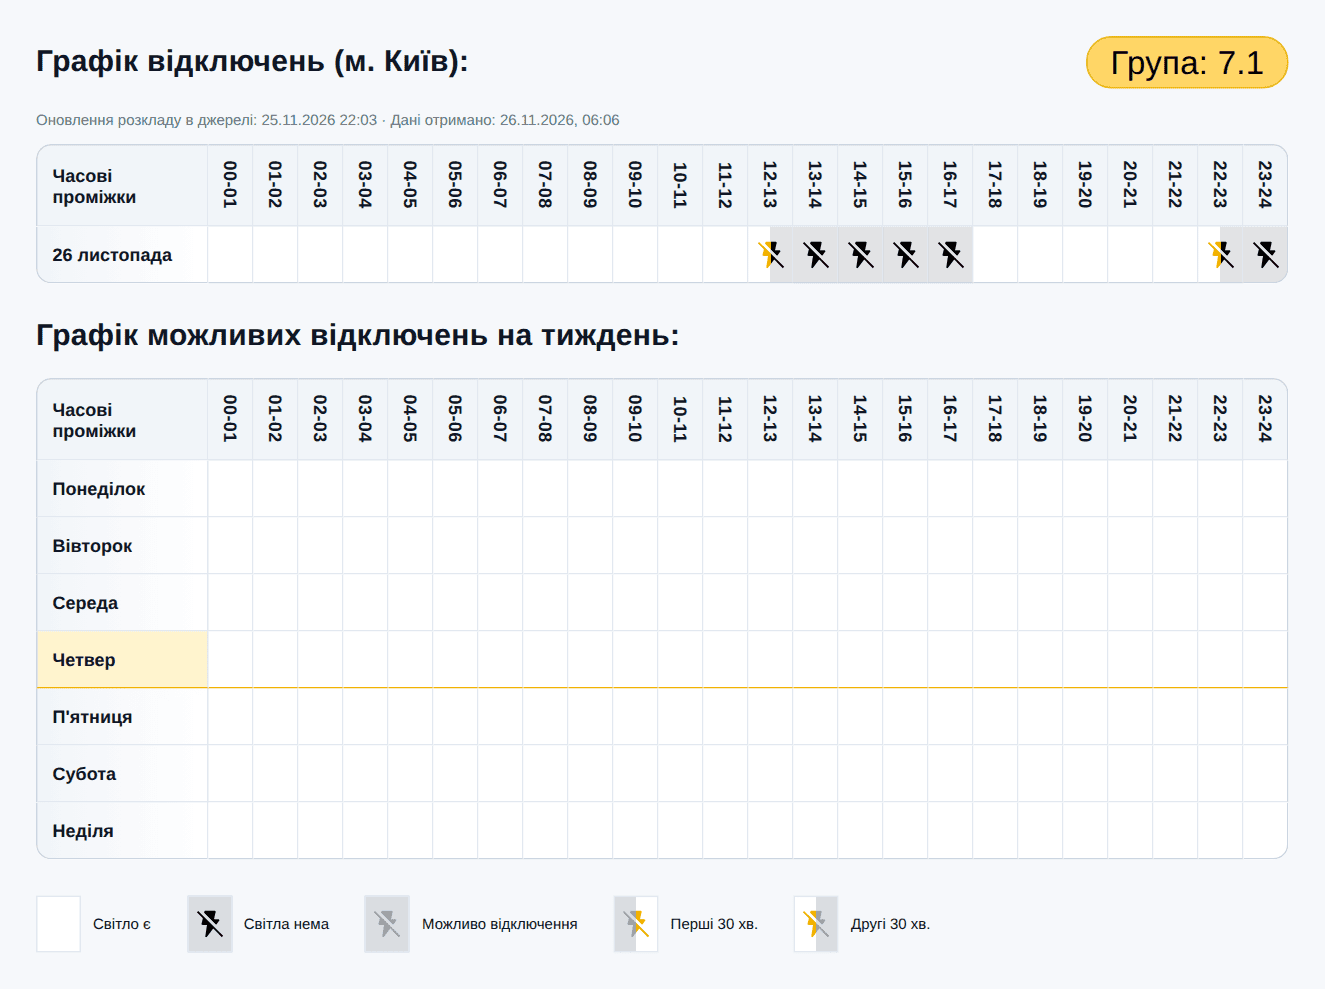 Графік відключень (м. Київ):
Група: 7.1
Оновлення розкладу в джерелі: 25.11.2026 22:03 · Дані отримано: 26.11.2026, 06:06
Часові
проміжки
00-01
01-02
02-03
03-04
04-05
05-06
06-07
07-08
08-09
09-10
10-11
11-12
12-13
13-14
14-15
15-16
16-17
17-18
18-19
19-20
20-21
21-22
22-23
23-24
26 листопада
Графік можливих відключень на тиждень:
Часові
проміжки
00-01
01-02
02-03
03-04
04-05
05-06
06-07
07-08
08-09
09-10
10-11
11-12
12-13
13-14
14-15
15-16
16-17
17-18
18-19
19-20
20-21
21-22
22-23
23-24
Понеділок
Вівторок
Середа
Четвер
П'ятниця
Субота
Неділя
Світло є
Світла нема
Можливо відключення
Перші 30 хв.
Другі 30 хв.